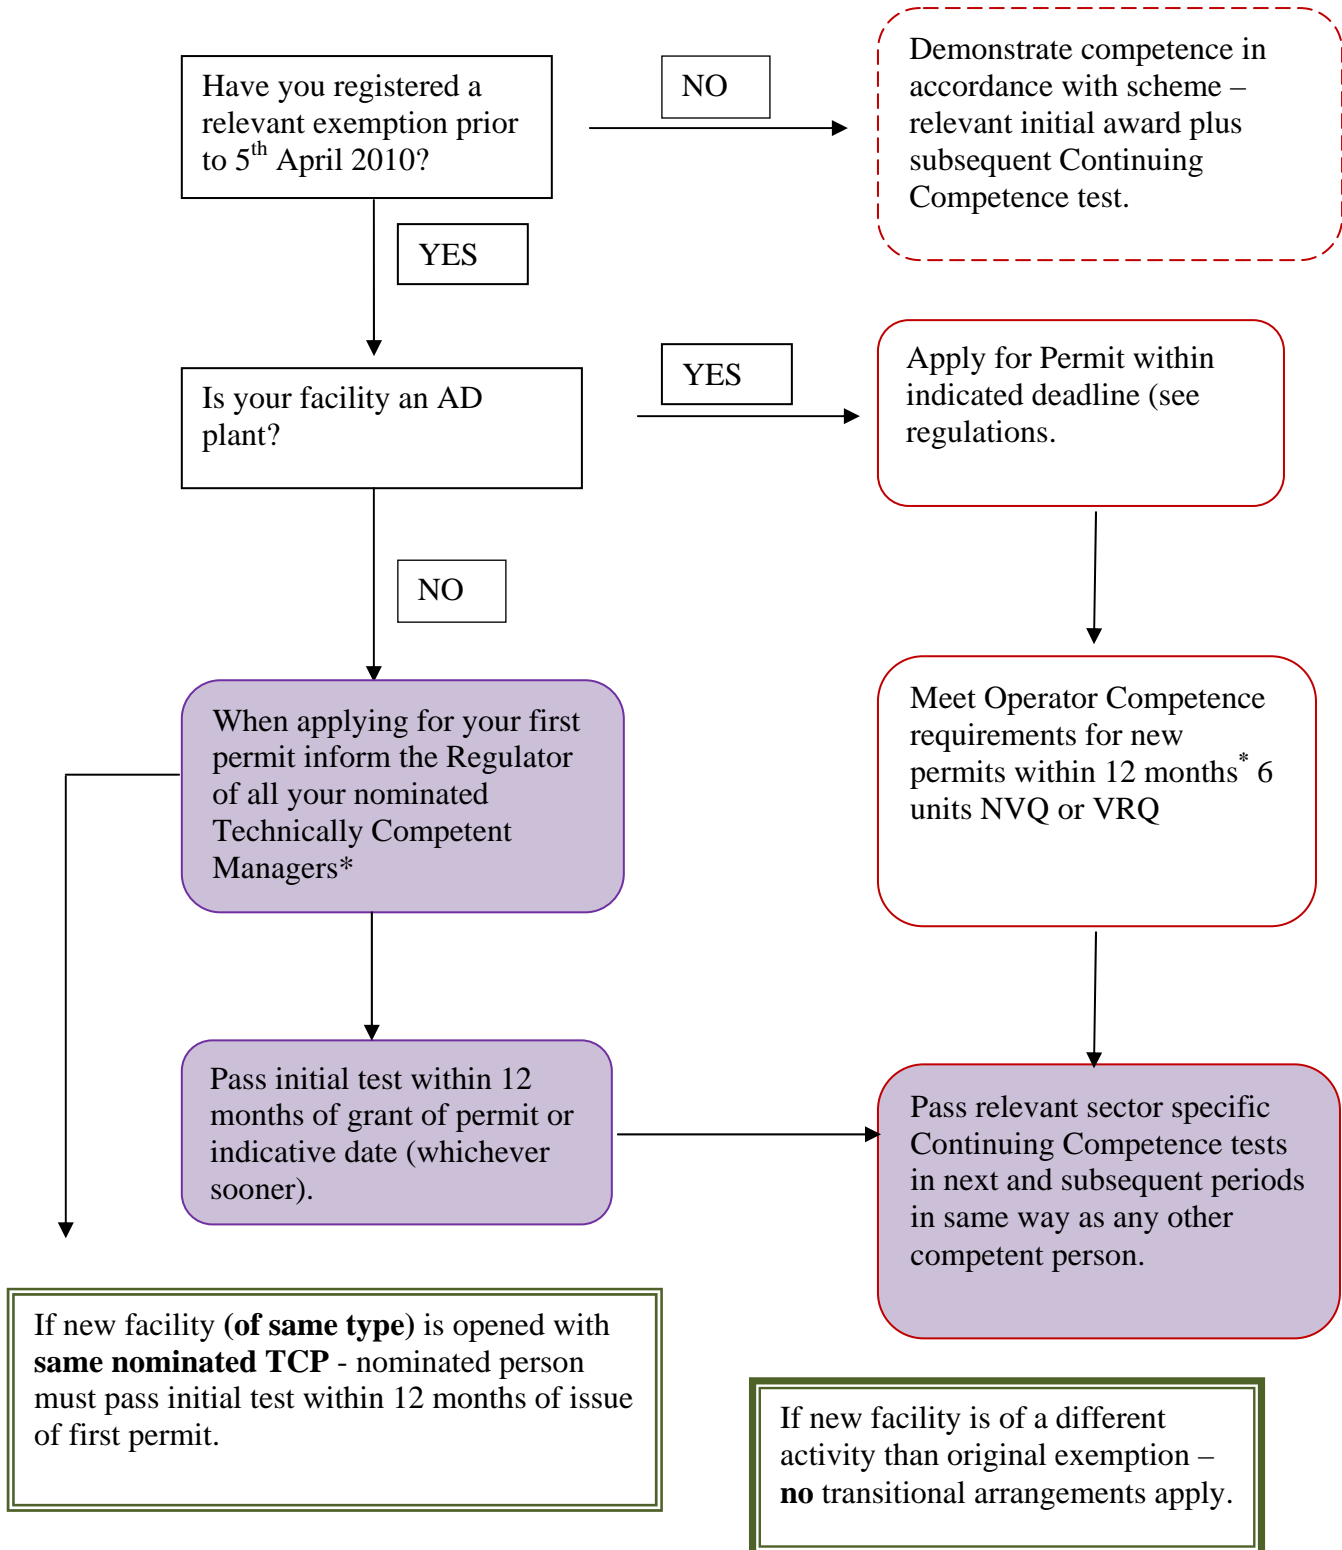 Have you registered a
relevant exemption prior
to 5th April 2010?
NO
Demonstrate competence in
accordance with scheme –
relevant initial award plus
subsequent Continuing
Competence test.
YES
Is your facility an AD
plant?
YES
Apply for Permit within
indicated deadline (see
regulations.
NO
When applying for your first
permit inform the Regulator
of all your nominated
Technically Competent
Managers*
Meet Operator Competence
requirements for new
permits within 12 months* 6
units NVQ or VRQ
Pass initial test within 12
months of grant of permit or
indicative date (whichever
sooner).
Pass relevant sector specific
Continuing Competence tests
in next and subsequent periods
in same way as any other
competent person.
If new facility (of same type) is opened with
same nominated TCP - nominated person
must pass initial test within 12 months of issue
of first permit.
If new facility is of a different
activity than original exemption –
no transitional arrangements apply.